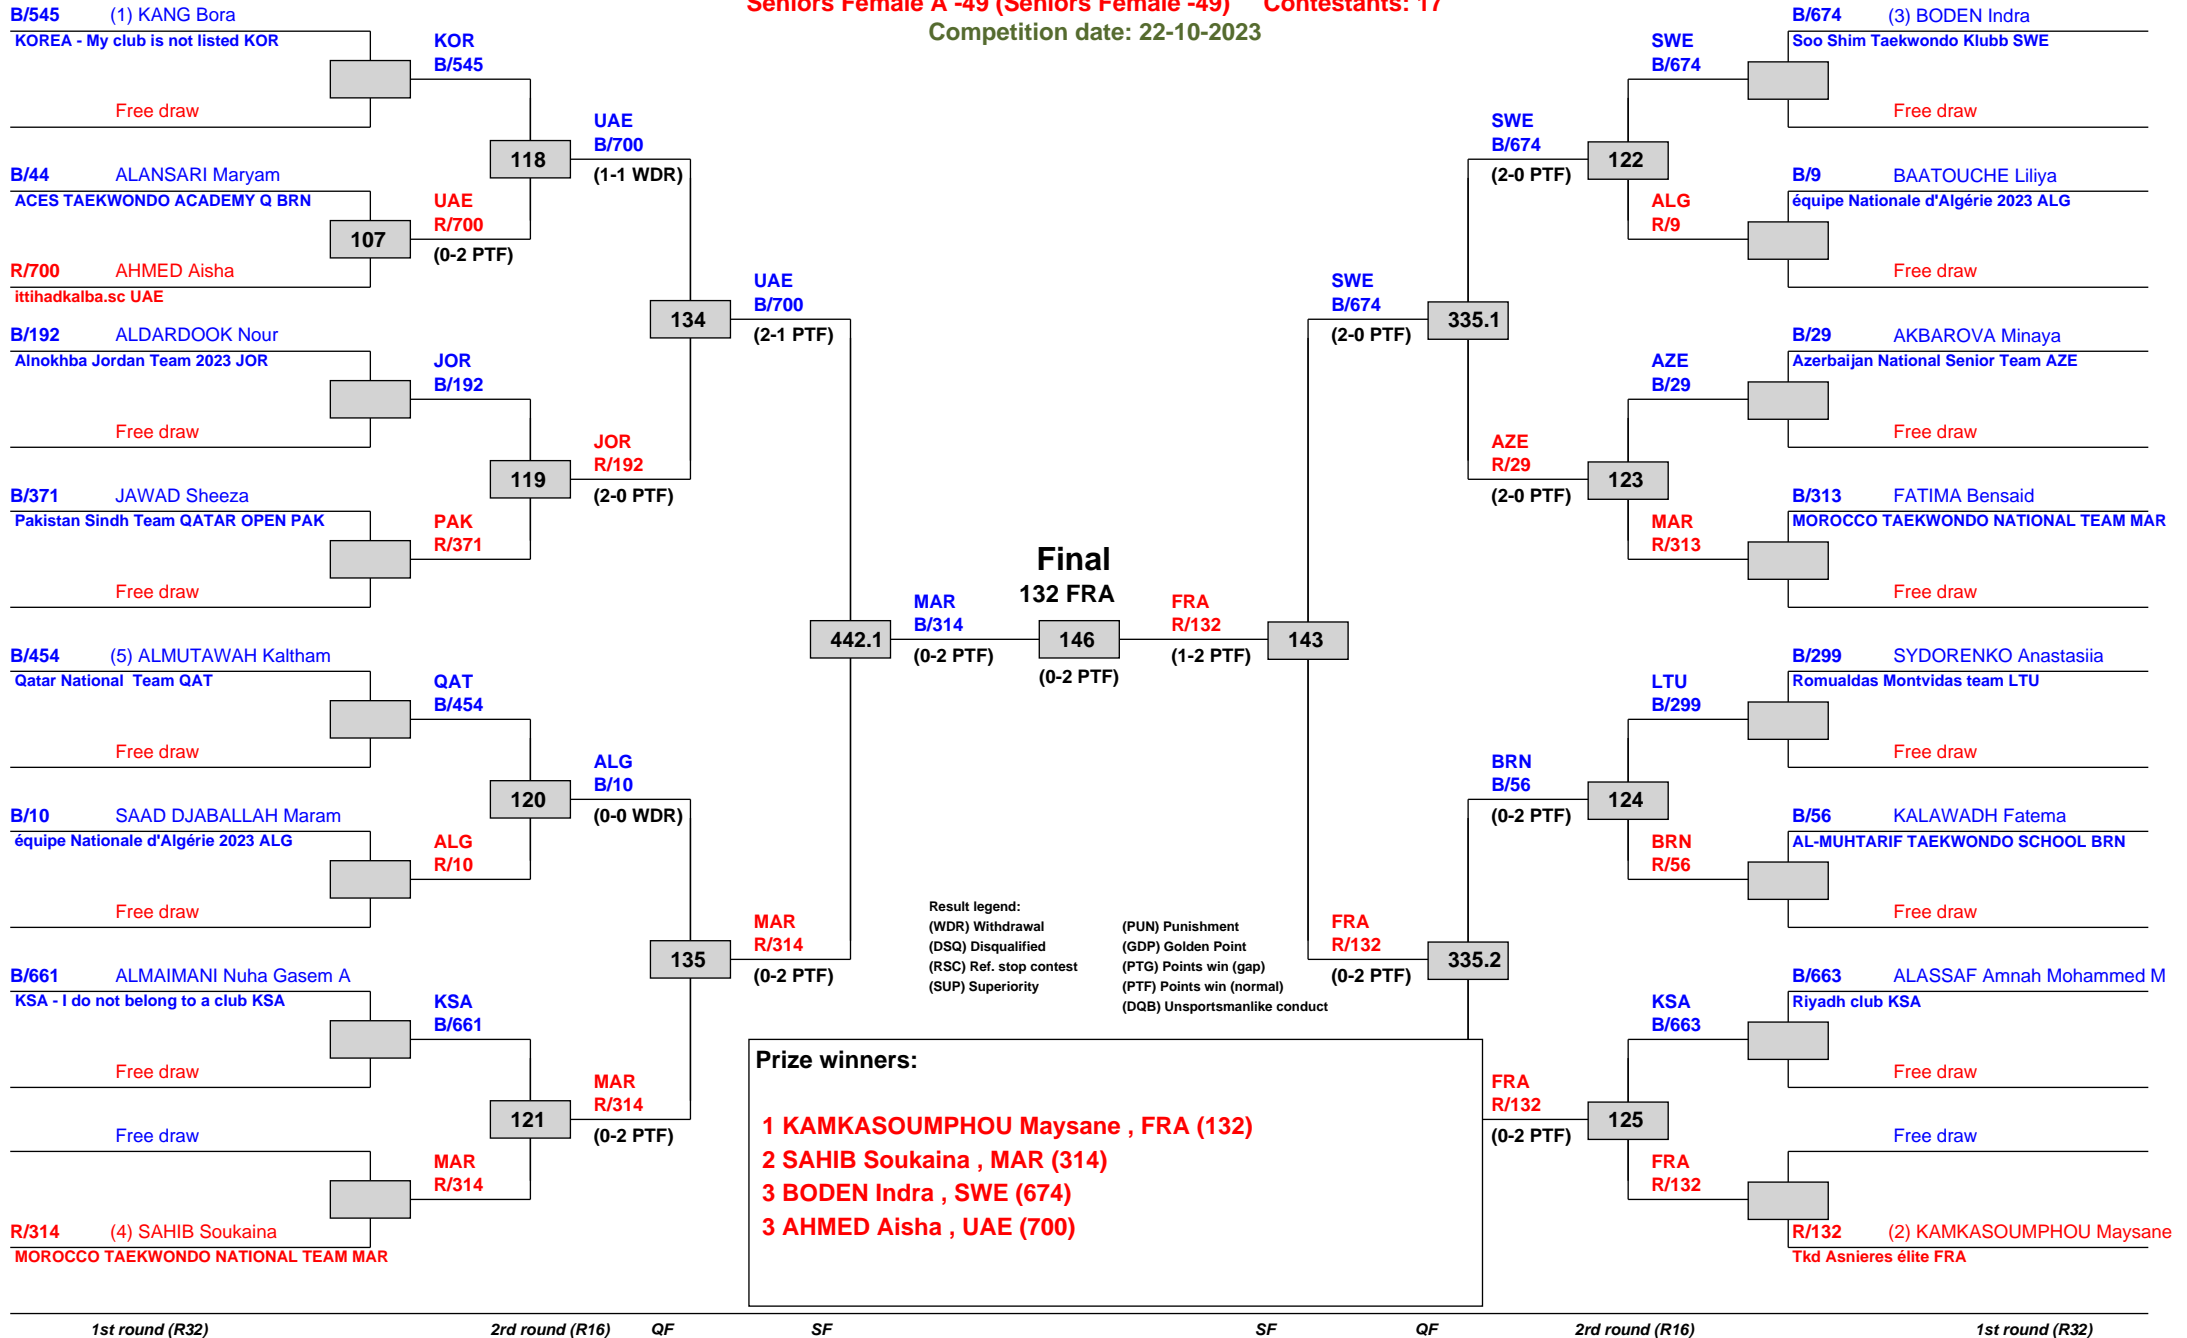 Seniors Female A -49 (Seniors Female -49) Contestants: 17
Competition date: 22-10-2023
B/545 (1) KANG Bora
KOREA - My club is not listed KOR
Free draw
B/44 ALANSARI Maryam
ACES TAEKWONDO ACADEMY Q BRN
107
R/700 AHMED Aisha
ittihadkalba.sc UAE
B/192 ALDARDOOK Nour
Alnokhba Jordan Team 2023 JOR
Free draw
B/371 JAWAD Sheeza
Pakistan Sindh Team QATAR OPEN PAK
Free draw
B/454 (5) ALMUTAWAH Kaltham
Qatar National Team QAT
Free draw
B/10 SAAD DJABALLAH Maram
équipe Nationale d'Algérie 2023 ALG
Free draw
B/661 ALMAIMANI Nuha Gasem A
KSA - I do not belong to a club KSA
Free draw
Free draw
R/314 (4) SAHIB Soukaina
MOROCCO TAEKWONDO NATIONAL TEAM MAR
KOR
B/545
118
UAE
R/700
(0-2 PTF)
JOR
B/192
119
PAK
R/371
QAT
B/454
120
ALG
R/10
KSA
B/661
121
MAR
R/314
UAE
B/700
(1-1 WDR)
134
JOR
R/192
(2-0 PTF)
ALG
B/10
(0-0 WDR)
135
MAR
R/314
(0-2 PTF)
UAE
B/700
(2-1 PTF)
442.1
MAR
R/314
(0-2 PTF)
MAR
B/314
(0-2 PTF)
Final
132 FRA
146
(0-2 PTF)
FRA
R/132
(1-2 PTF)
143
SWE
B/674
(2-0 PTF)
335.1
FRA
R/132
(0-2 PTF)
335.2
SWE
B/674
(2-0 PTF)
122
AZE
R/29
(2-0 PTF)
123
BRN
B/56
(0-2 PTF)
124
FRA
R/132
(0-2 PTF)
125
SWE
B/674
ALG
R/9
AZE
B/29
MAR
R/313
LTU
B/299
BRN
R/56
KSA
B/663
FRA
R/132
B/674 (3) BODEN Indra
Soo Shim Taekwondo Klubb SWE
Free draw
B/9 BAATOUCHE Liliya
équipe Nationale d'Algérie 2023 ALG
Free draw
B/29 AKBAROVA Minaya
Azerbaijan National Senior Team AZE
Free draw
B/313 FATIMA Bensaid
MOROCCO TAEKWONDO NATIONAL TEAM MAR
Free draw
B/299 SYDORENKO Anastasiia
Romualdas Montvidas team LTU
Free draw
B/56 KALAWADH Fatema
AL-MUHTARIF TAEKWONDO SCHOOL BRN
Free draw
B/663 ALASSAF Amnah Mohammed M
Riyadh club KSA
Free draw
Free draw
R/132 (2) KAMKASOUMPHOU Maysane
Tkd Asnieres élite FRA
Result legend:
(WDR) Withdrawal
(DSQ) Disqualified
(RSC) Ref. stop contest
(SUP) Superiority
(PUN) Punishment
(GDP) Golden Point
(PTG) Points win (gap)
(PTF) Points win (normal)
(DQB) Unsportsmanlike conduct
Prize winners:
1 KAMKASOUMPHOU Maysane , FRA (132)
2 SAHIB Soukaina , MAR (314)
3 BODEN Indra , SWE (674)
3 AHMED Aisha , UAE (700)
1st round (R32) 2rd round (R16) QF SF SF QF 2rd round (R16) 1st round (R32)